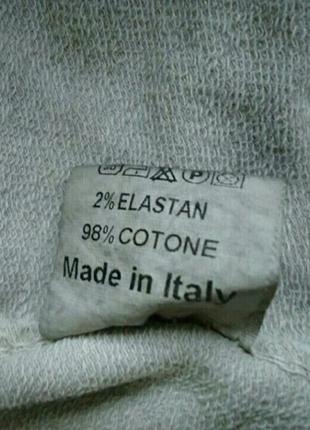 P
2% ELASTAN
98% COTONE
Made in Italy